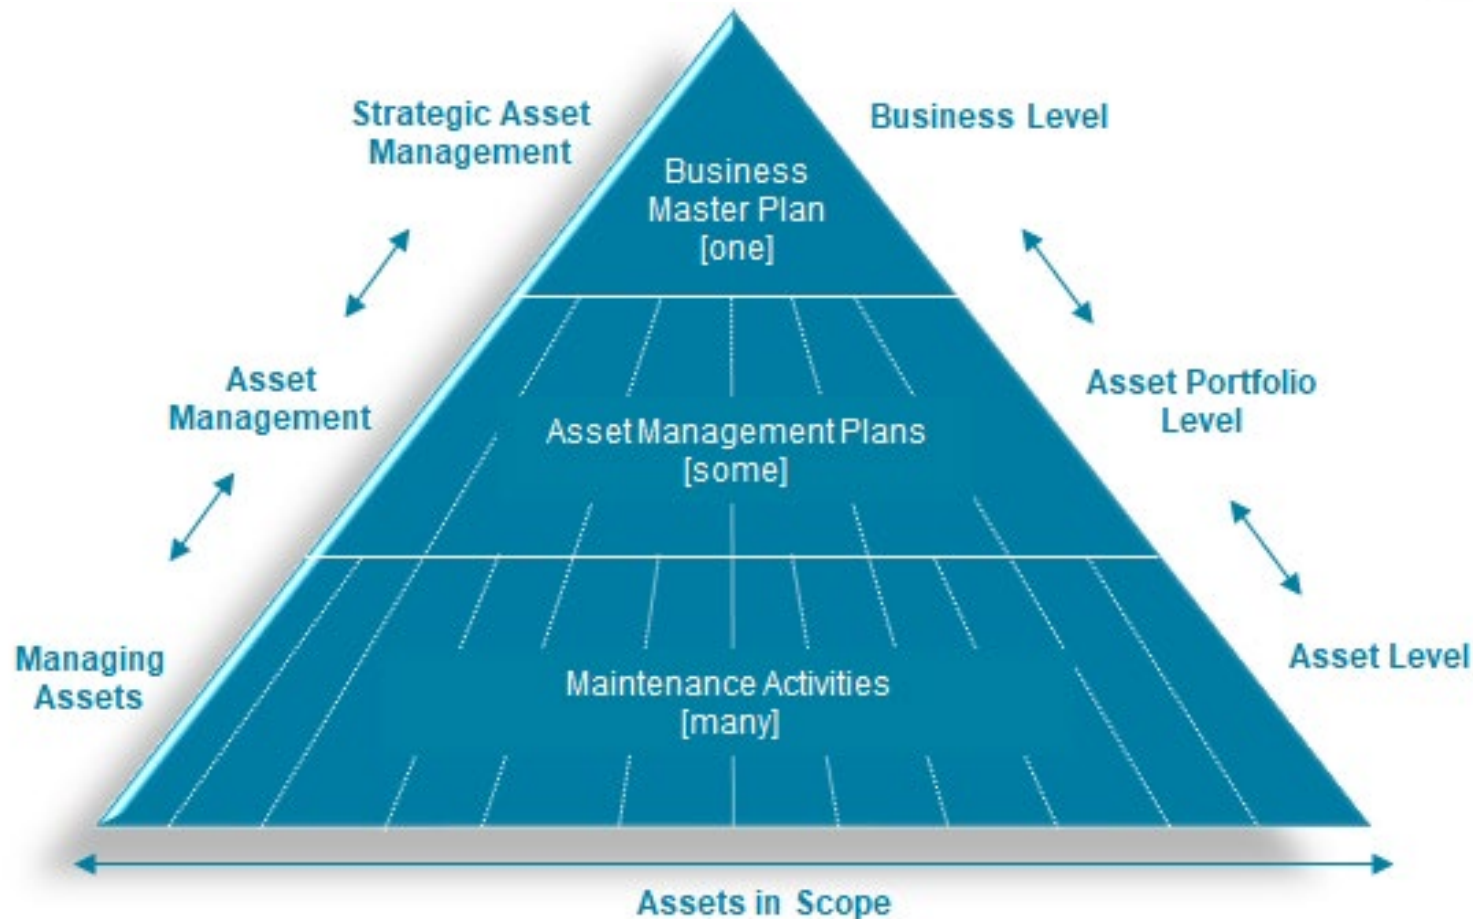 Strategic Asset
Management
Business Level
Business
Master Plan
[one]
Asset
Management
Asset Portfolio
Level
Asset Management Plans
[some]
Managing
Assets
Asset Level
Maintenance Activities
[many]
Assets in Scope